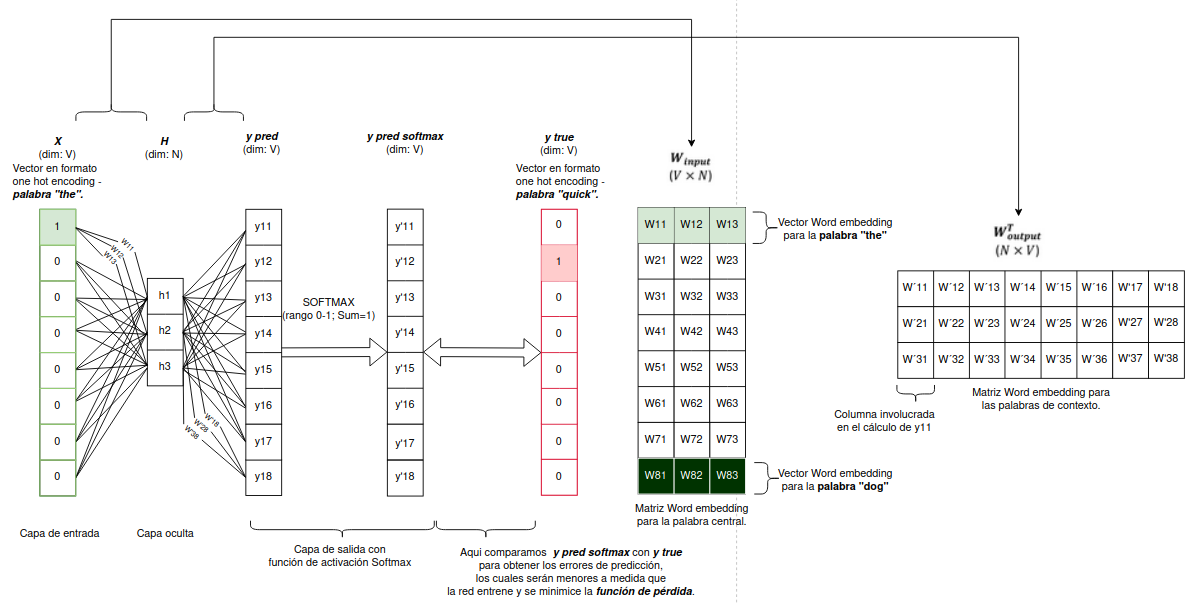 X
(dim: V)
Vector en formato
one hot encoding -
palabra "the".
H
(dim: N)
y pred
(dim: V)
y pred softmax
(dim: V)
y true
(dim: V)
Vector en formato
one hot encoding -
palabra "quick".
1
0
0
0
0
0
0
0
W11
W12
W13
h1
h2
h3
W'18
W'28
W'38
y11
y12
y13
y14
y15
y16
y17
y18
SOFTMAX
(rango 0-1; Sum=1)
y'11
y'12
y'13
y'14
y'15
y'16
y'17
y'18
0
1
0
0
0
0
0
0
Capa de entrada
Capa oculta
Capa de salida con
función de activación Softmax
Aqui comparamos y pred softmax con y true
para obtener los errores de predicción,
los cuales serán menores a medida que
la red entrene y se minimice la función de pérdida.
W input
(V × N)
W11 W12 W13
W21 W22 W23
W31 W32 W33
W41 W42 W43
W51 W52 W53
W61 W62 W63
W71 W72 W73
W81 W82 W83
Vector Word embedding
para la palabra "the"
Vector Word embedding
para la palabra "dog"
Matriz Word embedding
para la palabra central.
W T output
(N × V)
W´11 W´12 W´13 W´14 W´15 W´16 W'17 W'18
W´21 W´22 W´23 W´24 W´25 W´26 W'27 W'28
W´31 W´32 W´33 W´34 W´35 W´36 W'37 W'38
Columna involucrada
en el cálculo de y11
Matriz Word embedding para
las palabras de contexto.